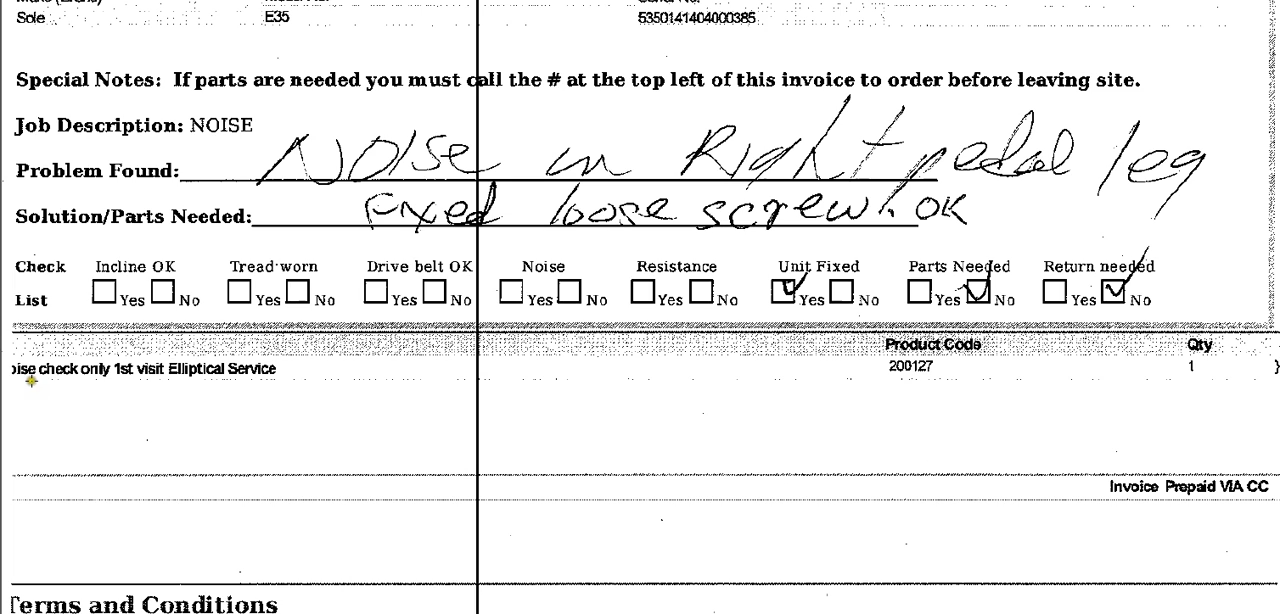 Sole E35 5350141404000385
Special Notes: If parts are needed you must call the # at the top left of this invoice to order before leaving site.
Job Description: NOISE
Problem Found: Noise in Right pedal leg
Solution/Parts Needed: Fixed loose screw. OK
Check Incline OK Tread worn Drive belt OK Noise Resistance Unit Fixed Parts Needed Return needed
List Yes No Yes No Yes No Yes No Yes No Yes No Yes No Yes No
Product Code Qty
oise check only 1st visit Elliptical Service 200127 1
Invoice Prepaid VIA CC
Terms and Conditions